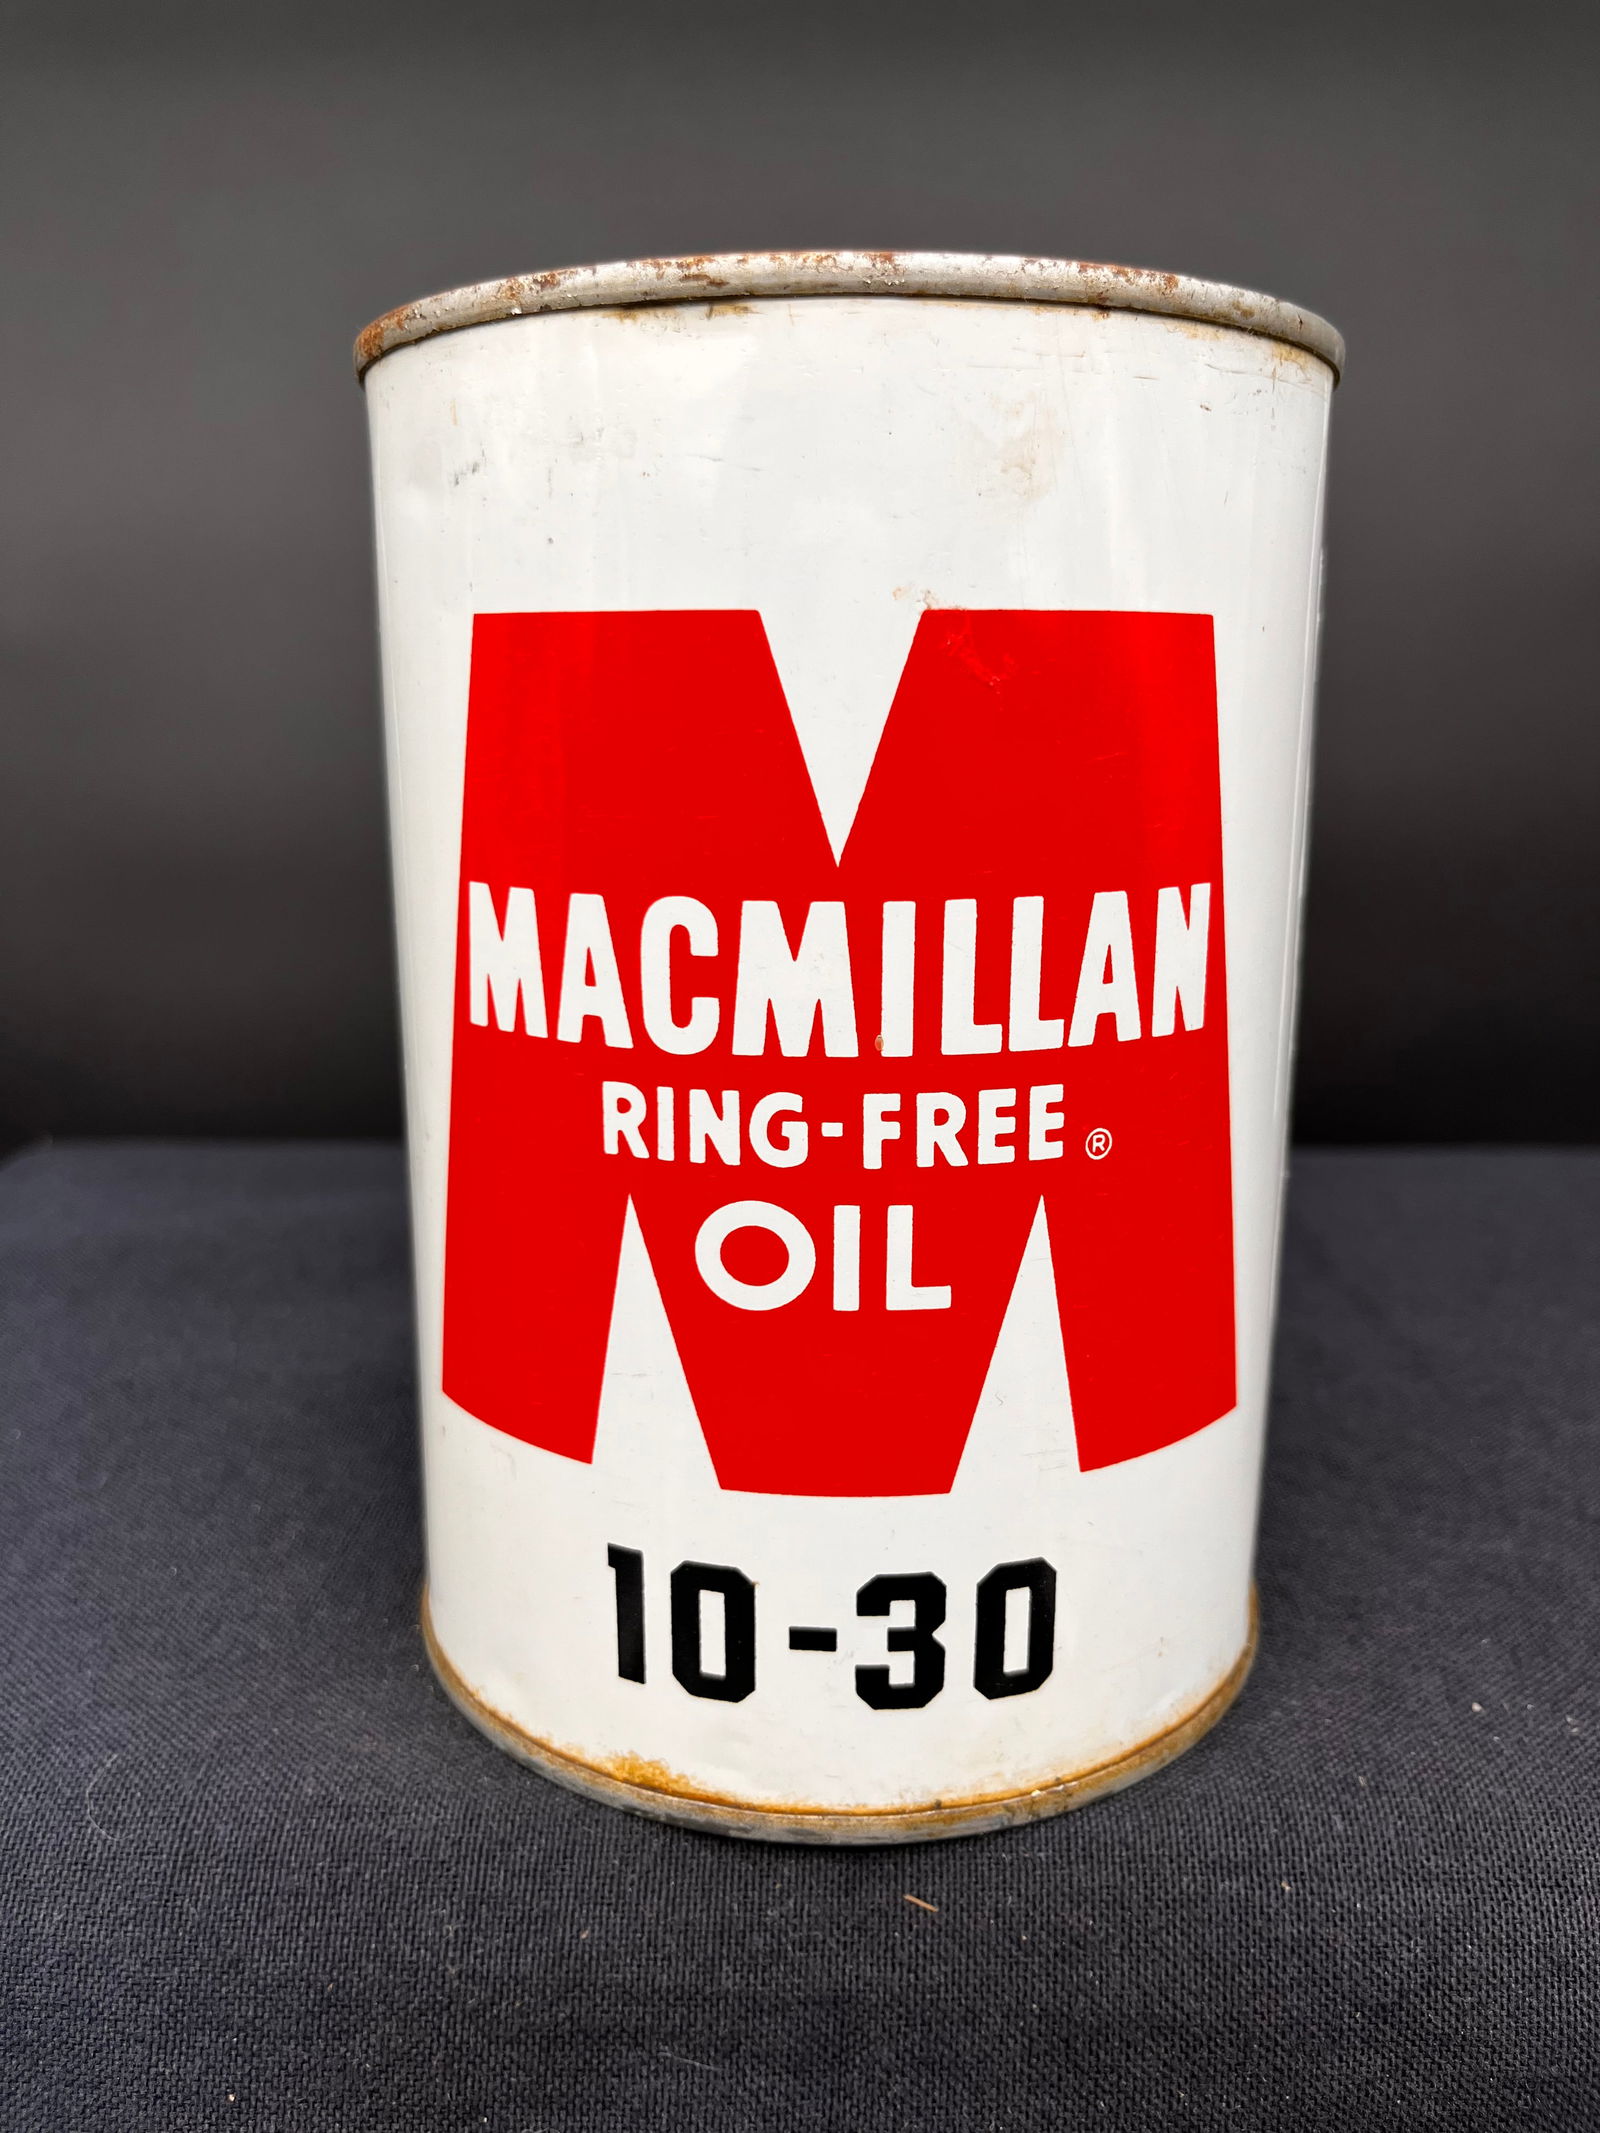 MACMILLAN
RING-FREE®
OIL
10-30